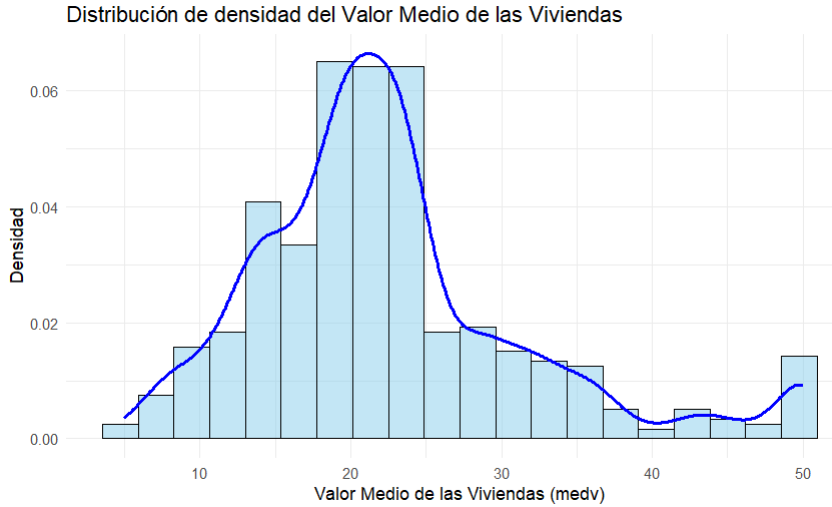 Distribución de densidad del Valor Medio de las Viviendas
0.06
0.04
0.02
0.00
Densidad
10 20 30 40 50
Valor Medio de las Viviendas (medv)